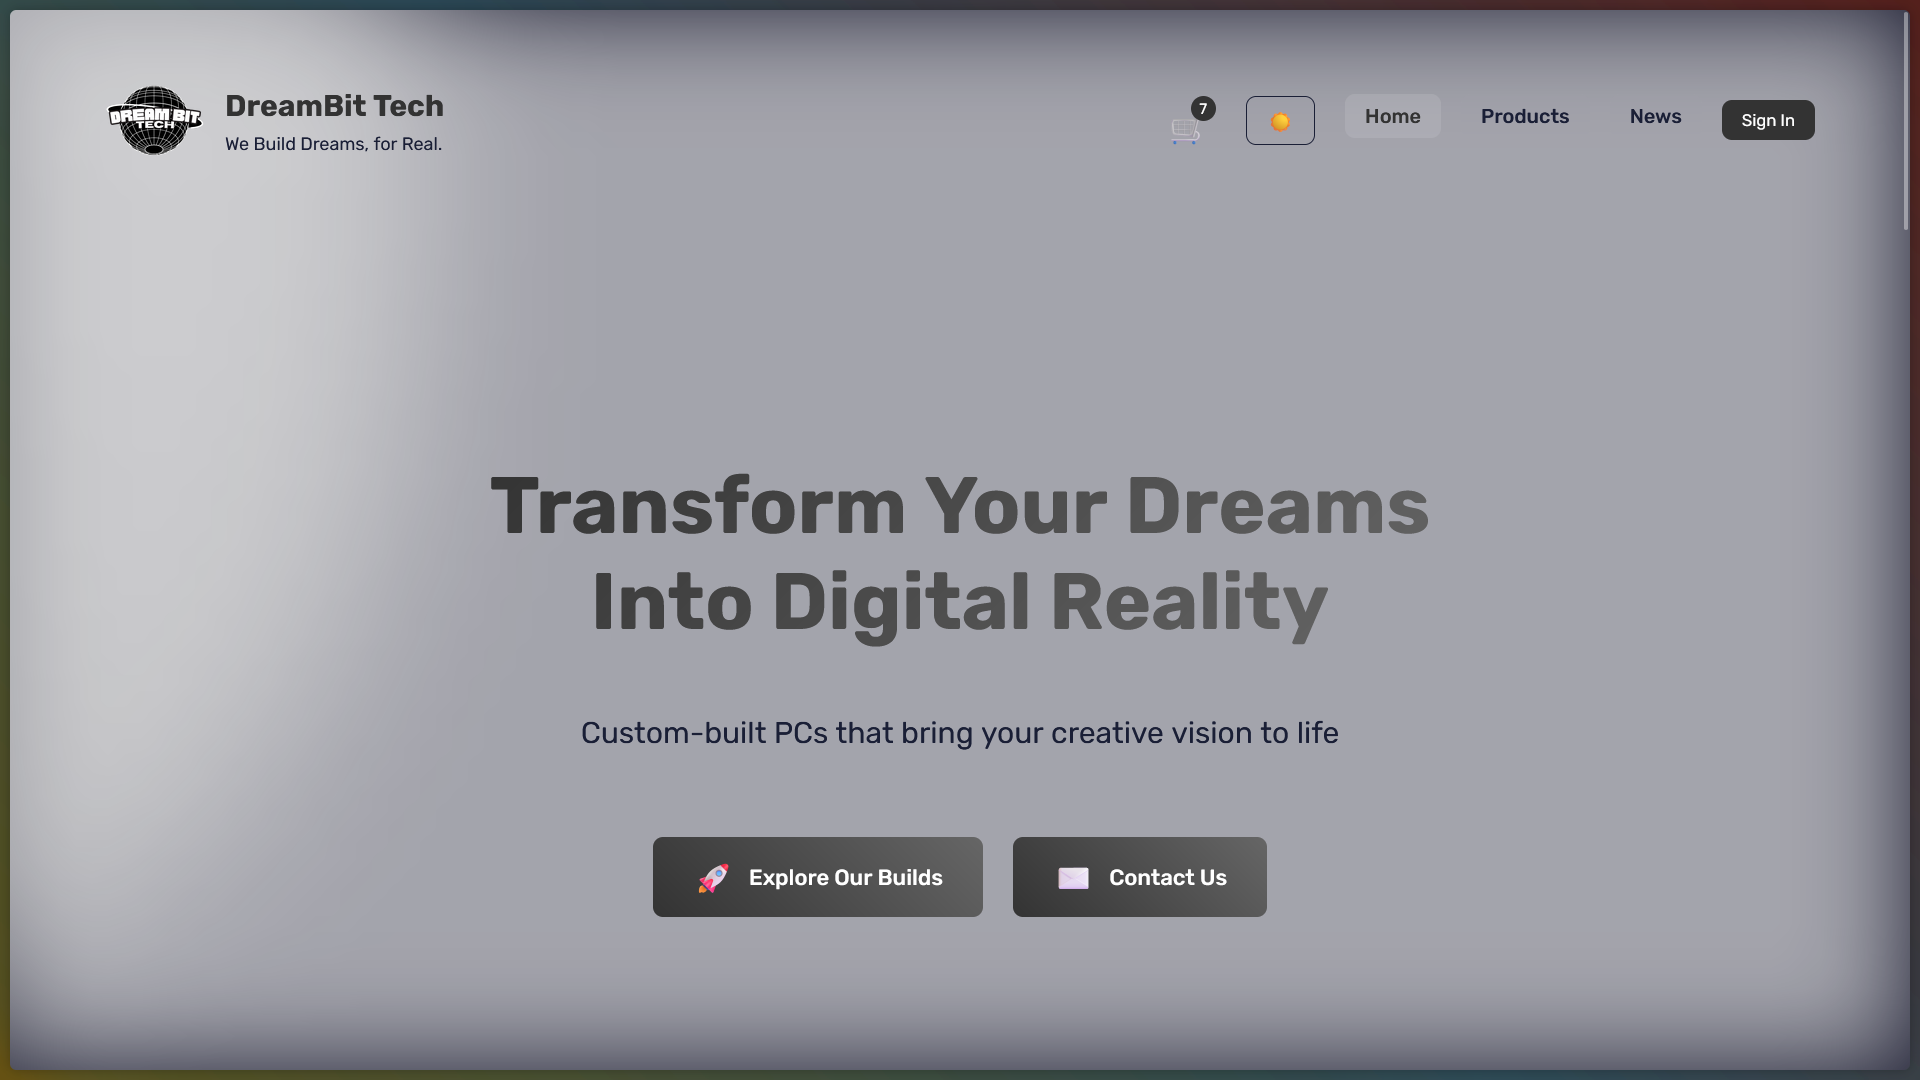 DREAM BIT
TECH
DreamBit Tech
We Build Dreams, for Real.
7
Home
Products
News
Sign In
Transform Your Dreams
Into Digital Reality
Custom-built PCs that bring your creative vision to life
Explore Our Builds
Contact Us